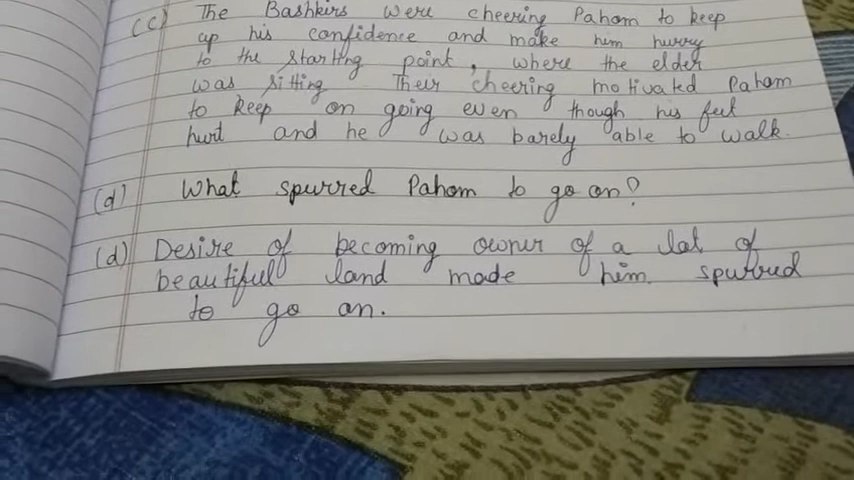 (c) The Bashkirs were cheering Pahom to keep
up his confidence and make him hurry
to the starting point, where the elder
was sitting Their cheering motivated Pahom
to keep on going even though his feet
hurt and he was barely able to walk.
(d) What spurred Pahom to go on?
(d) Desire of becoming owner of a lot of
beautiful land made him spurred
to go on.